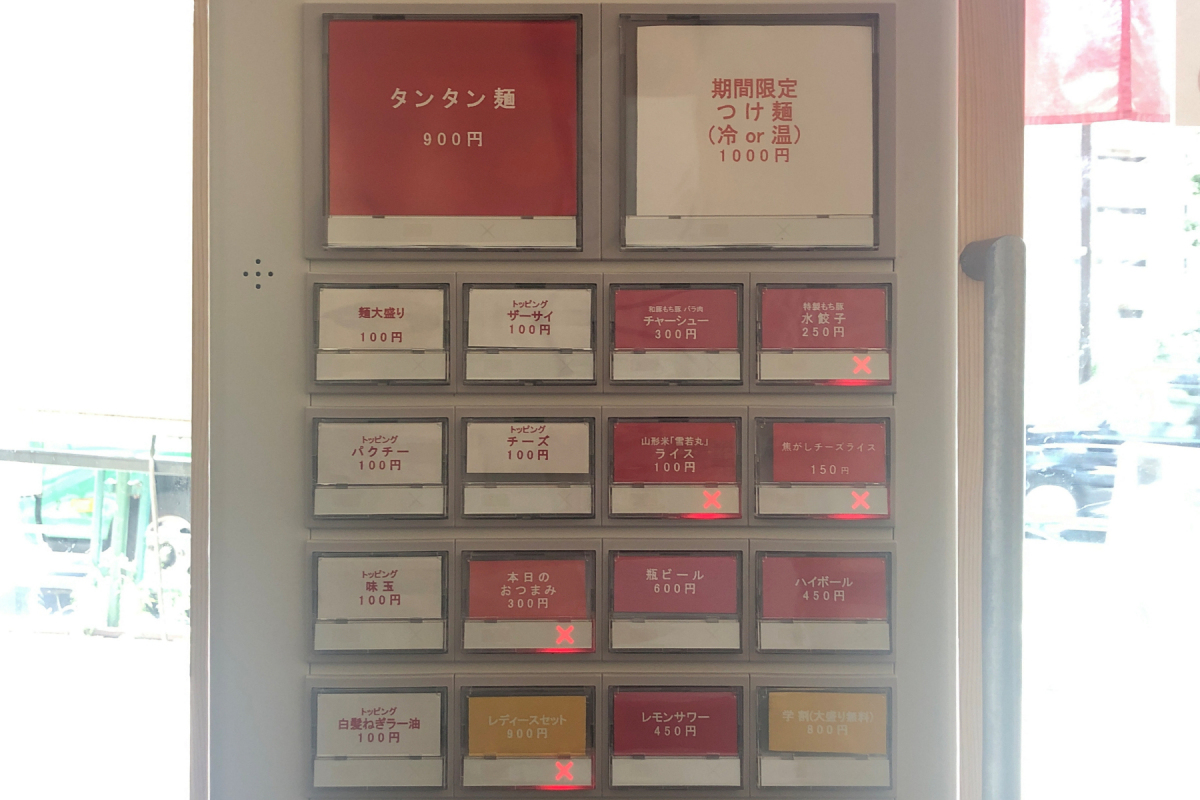 タンタン麺
900円
期間限定
つけ麺
(冷 or 温)
1000円
麺大盛り
100円
トッピング
ザーサイ
100円
和豚もち豚 バラ肉
チャーシュー
300円
特製もち豚
水餃子
250円
トッピング
パクチー
100円
トッピング
チーズ
100円
山形米「雪若丸」
ライス
100円
焦がしチーズライス
150円
トッピング
味玉
100円
本日の
おつまみ
300円
瓶ビール
600円
ハイボール
450円
トッピング
白髪ねぎラー油
100円
レディースセット
900円
レモンサワー
450円
学割(大盛り無料)
800円